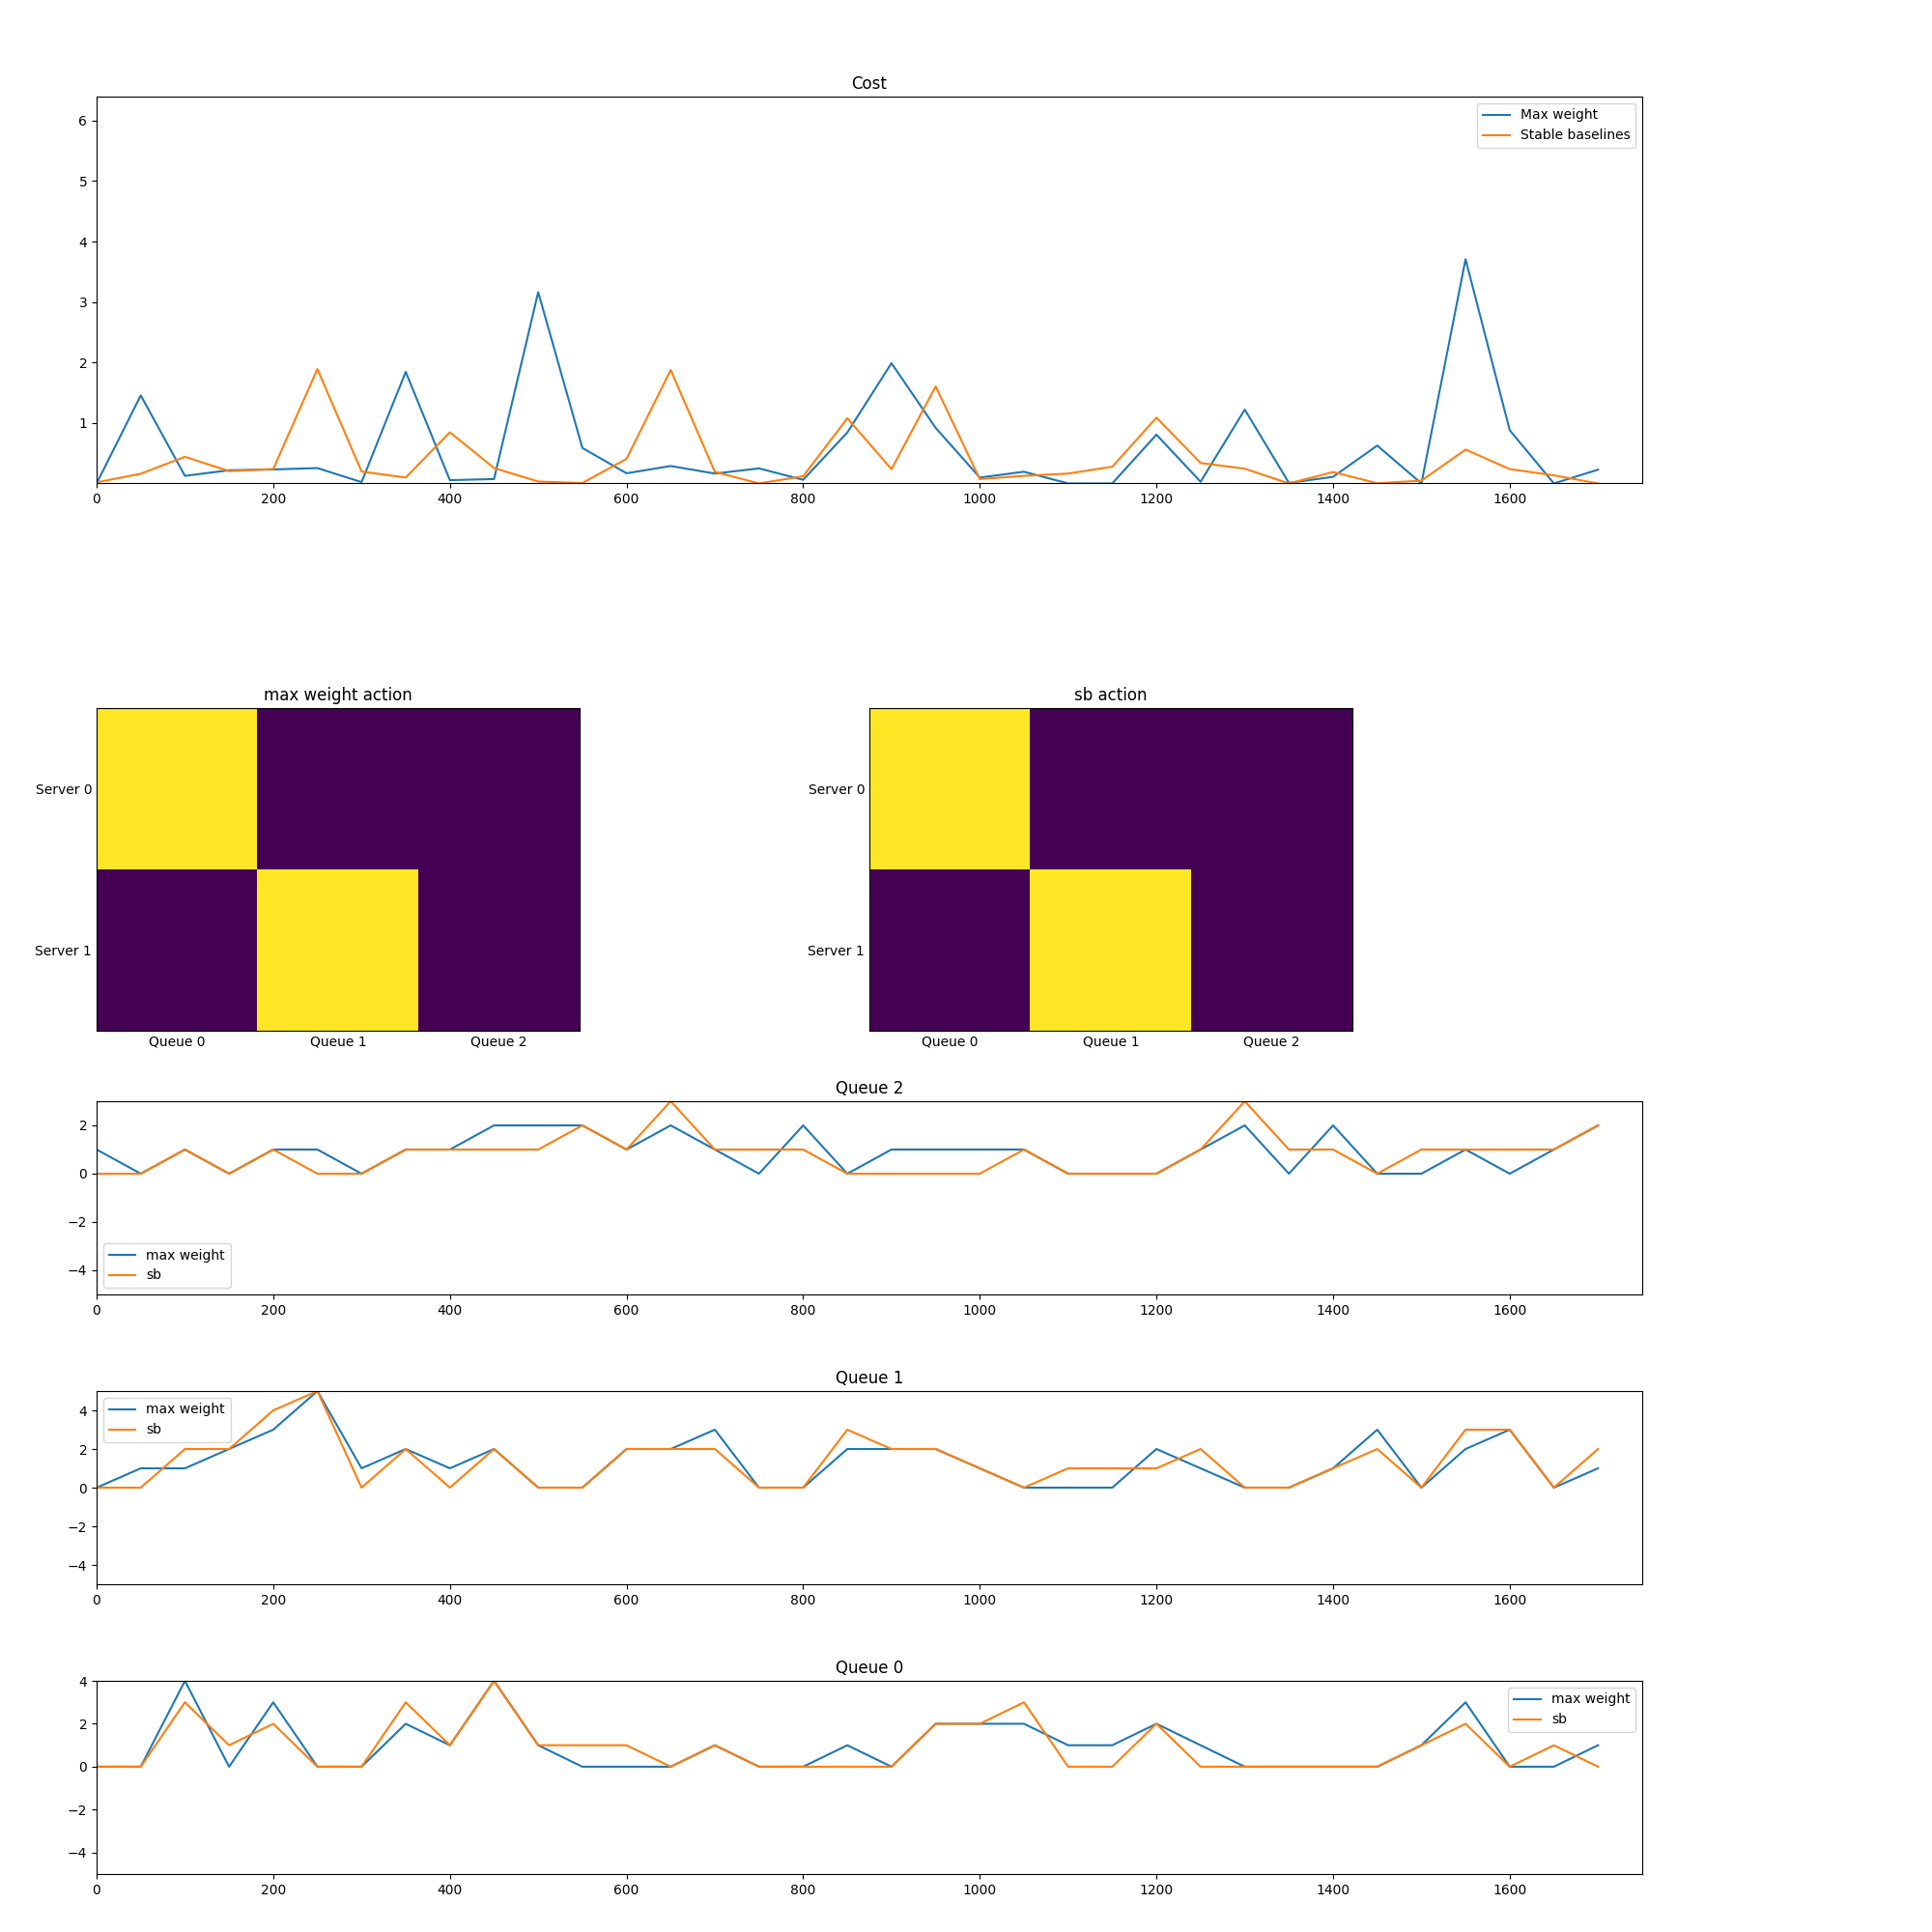 Cost
6
5
4
3
2
1
Max weight
Stable baselines
0 200 400 600 800 1000 1200 1400 1600
max weight action
Server 0
Server 1
Queue 0 Queue 1 Queue 2
sb action
Server 0
Server 1
Queue 0 Queue 1 Queue 2
Queue 2
2
0
−2
−4
max weight
sb
0 200 400 600 800 1000 1200 1400 1600
Queue 1
4
2
0
−2
−4
max weight
sb
0 200 400 600 800 1000 1200 1400 1600
Queue 0
4
2
0
−2
−4
max weight
sb
0 200 400 600 800 1000 1200 1400 1600